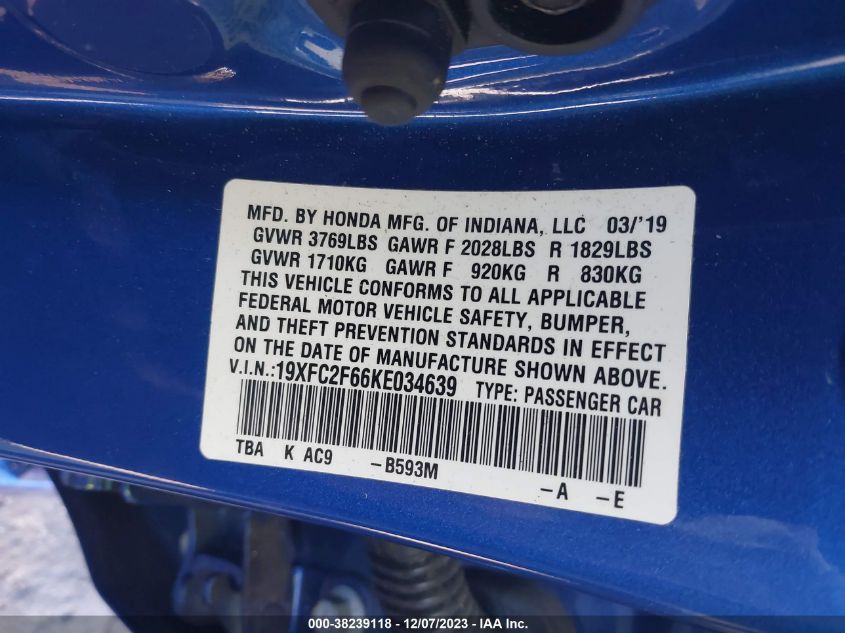 MFD. BY HONDA MFG. OF INDIANA, LLC 03/'19
GVWR 3769LBS GAWR F 2028LBS R 1829LBS
GVWR 1710KG GAWR F 920KG R 830KG
THIS VEHICLE CONFORMS TO ALL APPLICABLE
FEDERAL MOTOR VEHICLE SAFETY, BUMPER,
AND THEFT PREVENTION STANDARDS IN EFFECT
ON THE DATE OF MANUFACTURE SHOWN ABOVE.
V.I.N.:19XFC2F66KE034639 TYPE: PASSENGER CAR
TBA K AC9 -B593M -A -E
000-38239118 - 12/07/2023 - IAA Inc.